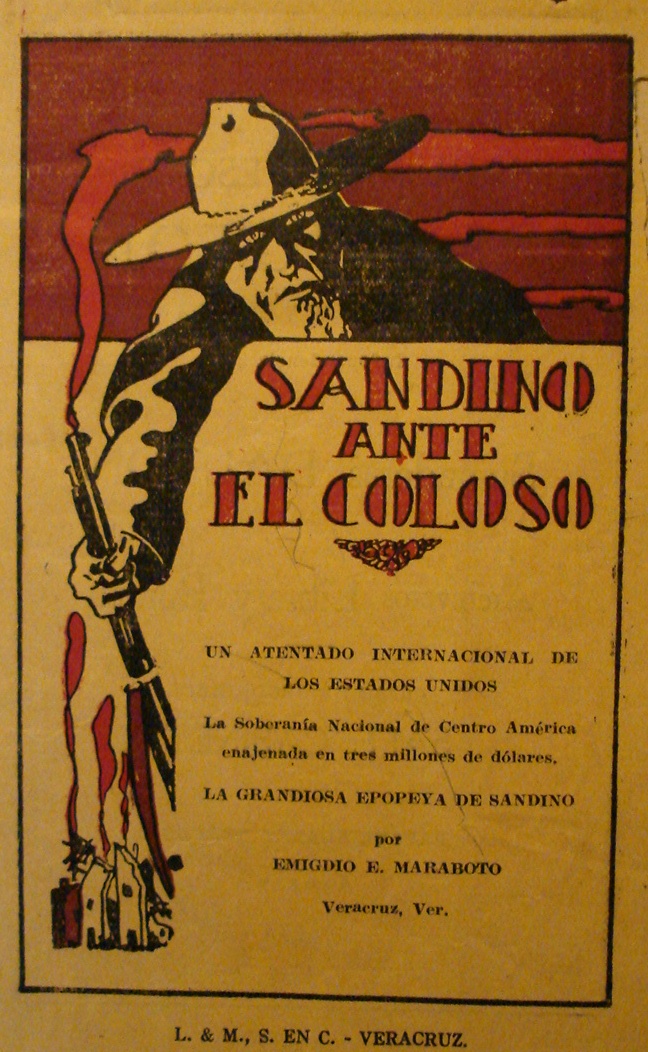 SANDINO
ANTE
EL COLOSO
UN ATENTADO INTERNACIONAL DE
LOS ESTADOS UNIDOS
La Soberanía Nacional de Centro América
enajenada en tres millones de dólares.
LA GRANDIOSA EPOPEYA DE SANDINO
por
EMIGDIO E. MARABOTO
Veracruz, Ver.
L. & M., S. EN C. - VERACRUZ.